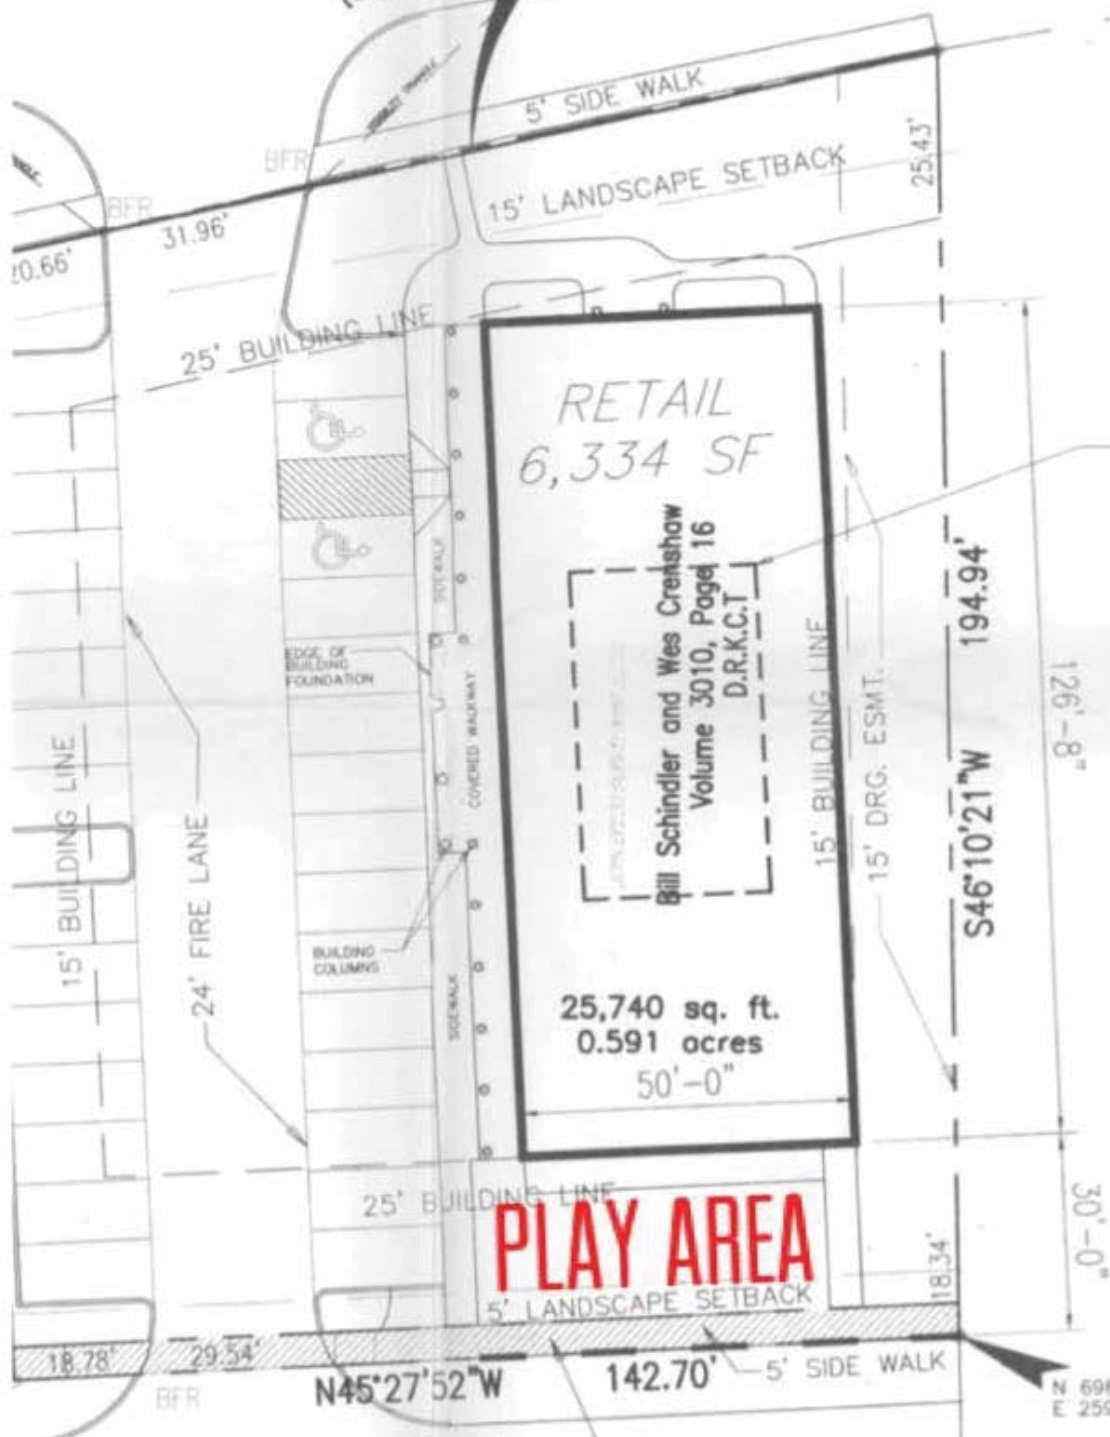 5' SIDE WALK
BFR
BFR
25.43'
15' LANDSCAPE SETBACK
31.96'
20.66'
25' BUILDING LINE
RETAIL
6,334 SF
SIDEWALK
Bill Schindler and Wes Crenshaw
Volume 3010, Page 16
D.R.K.C.T
EDGE OF
BUILDING
FOUNDATION
COVERED WALKWAY
15' BUILDING LINE
15' DRG. ESMT.
S46°10'21"W 194.94'
126'-8"
15' BUILDING LINE
24' FIRE LANE
BUILDING
COLUMNS
SIDEWALK
25,740 sq. ft.
0.591 acres
50'-0"
25' BUILDING LINE
PLAY AREA
5' LANDSCAPE SETBACK
18.34'
30'-0"
18.78'
29.54'
N45°27'52"W 142.70'
5' SIDE WALK
BFR
N 696
E 259